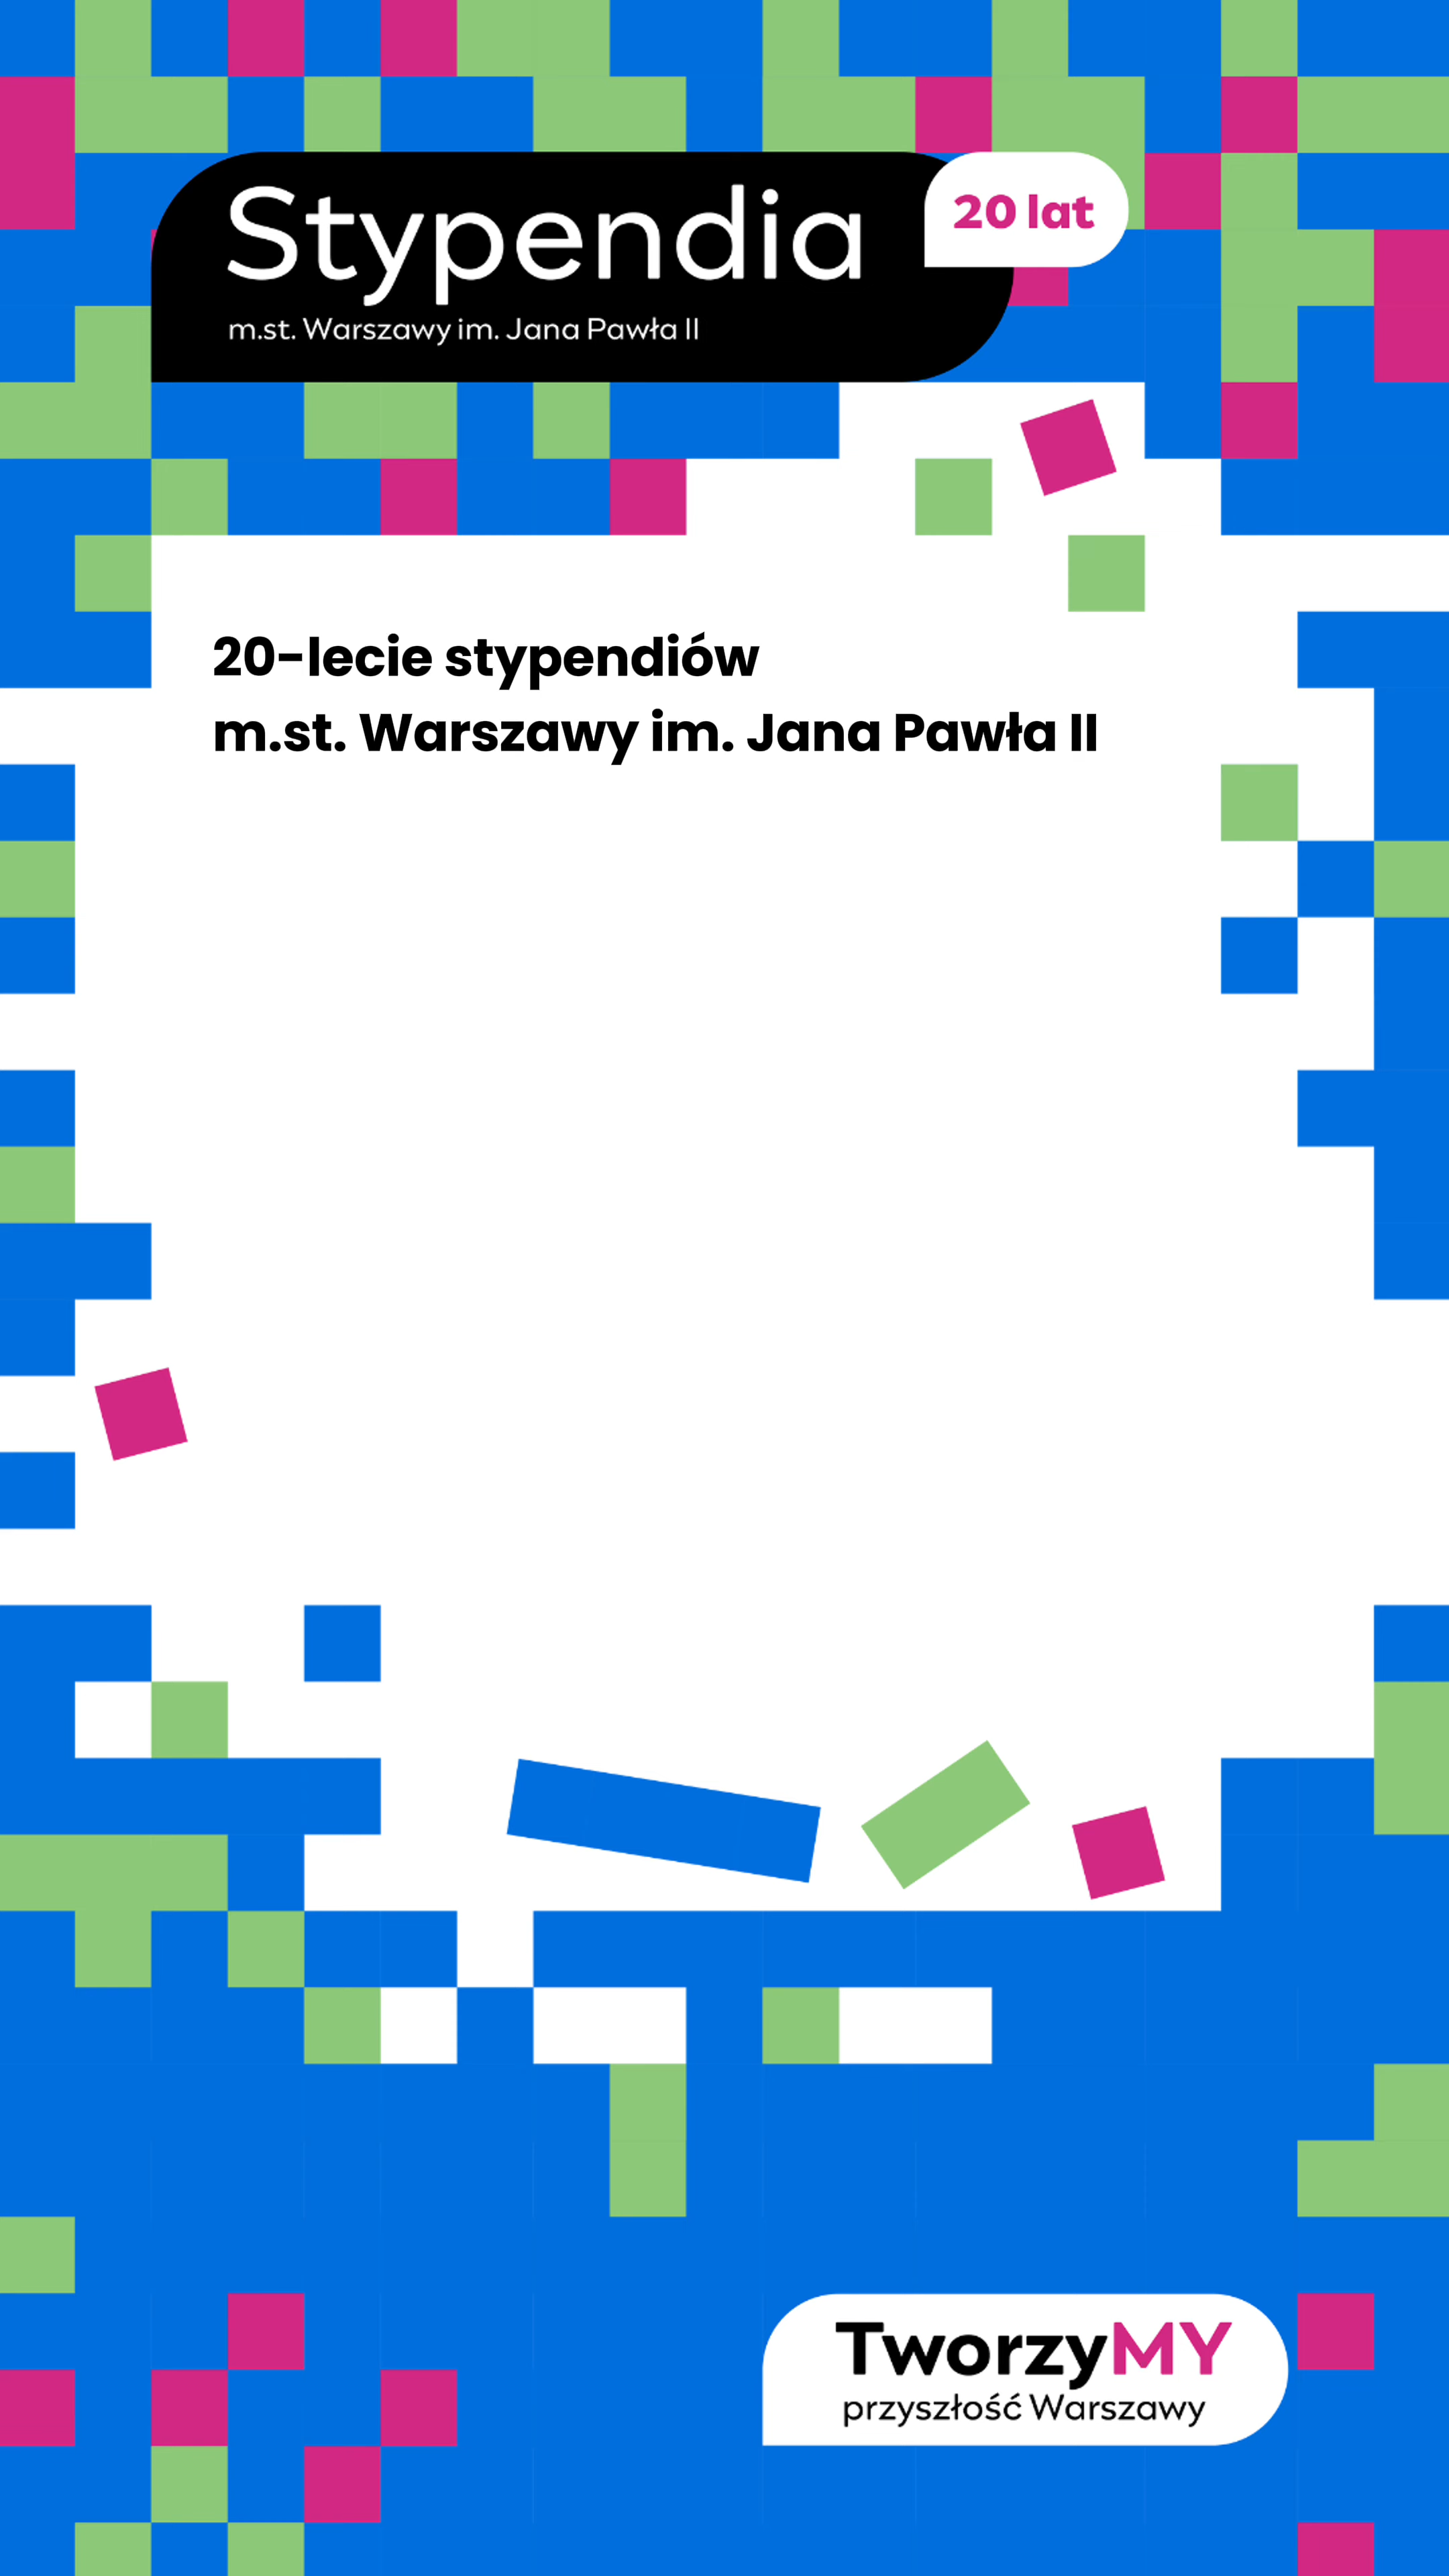 Stypendia
20 lat
m.st. Warszawy im. Jana Pawła II
20-lecie stypendiów
m.st. Warszawy im. Jana Pawła II
TworzyMY
przyszłość Warszawy